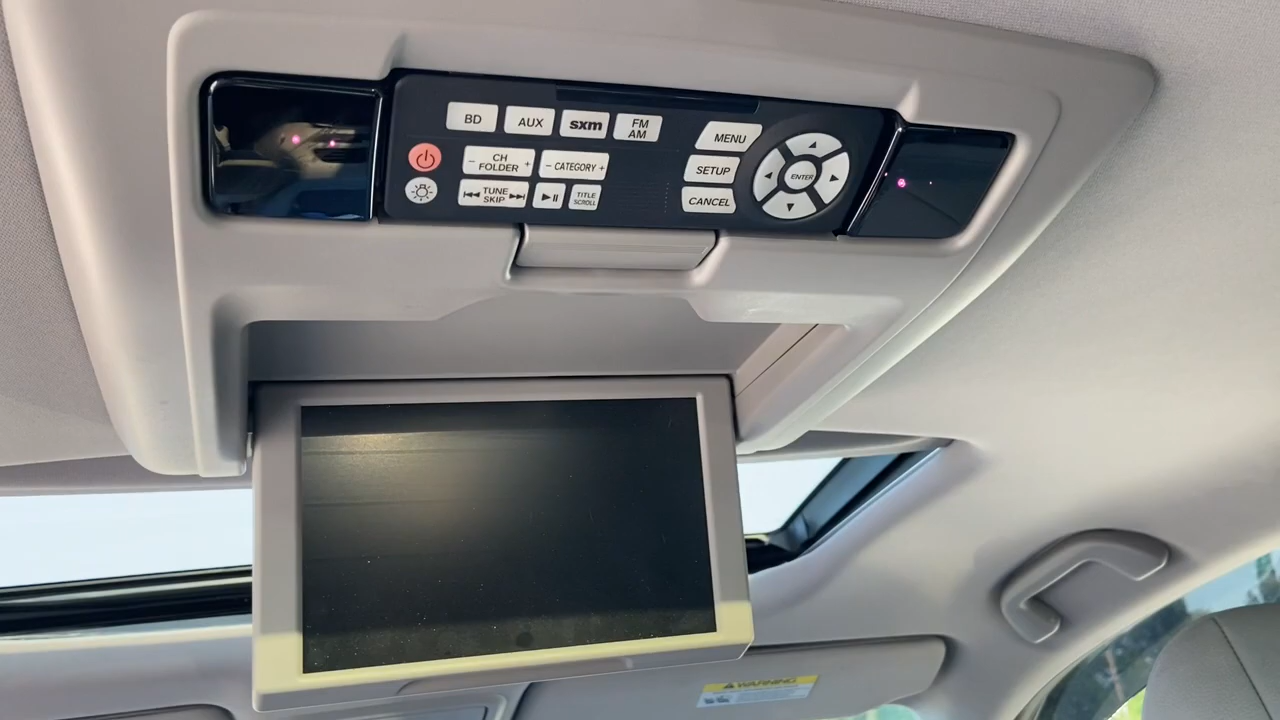 BD AUX sxm FM
AM
MENU
- CH
FOLDER + - CATEGORY +
SETUP
ENTER
TUNE
SKIP
TITLE
SCROLL
CANCEL
WARNING